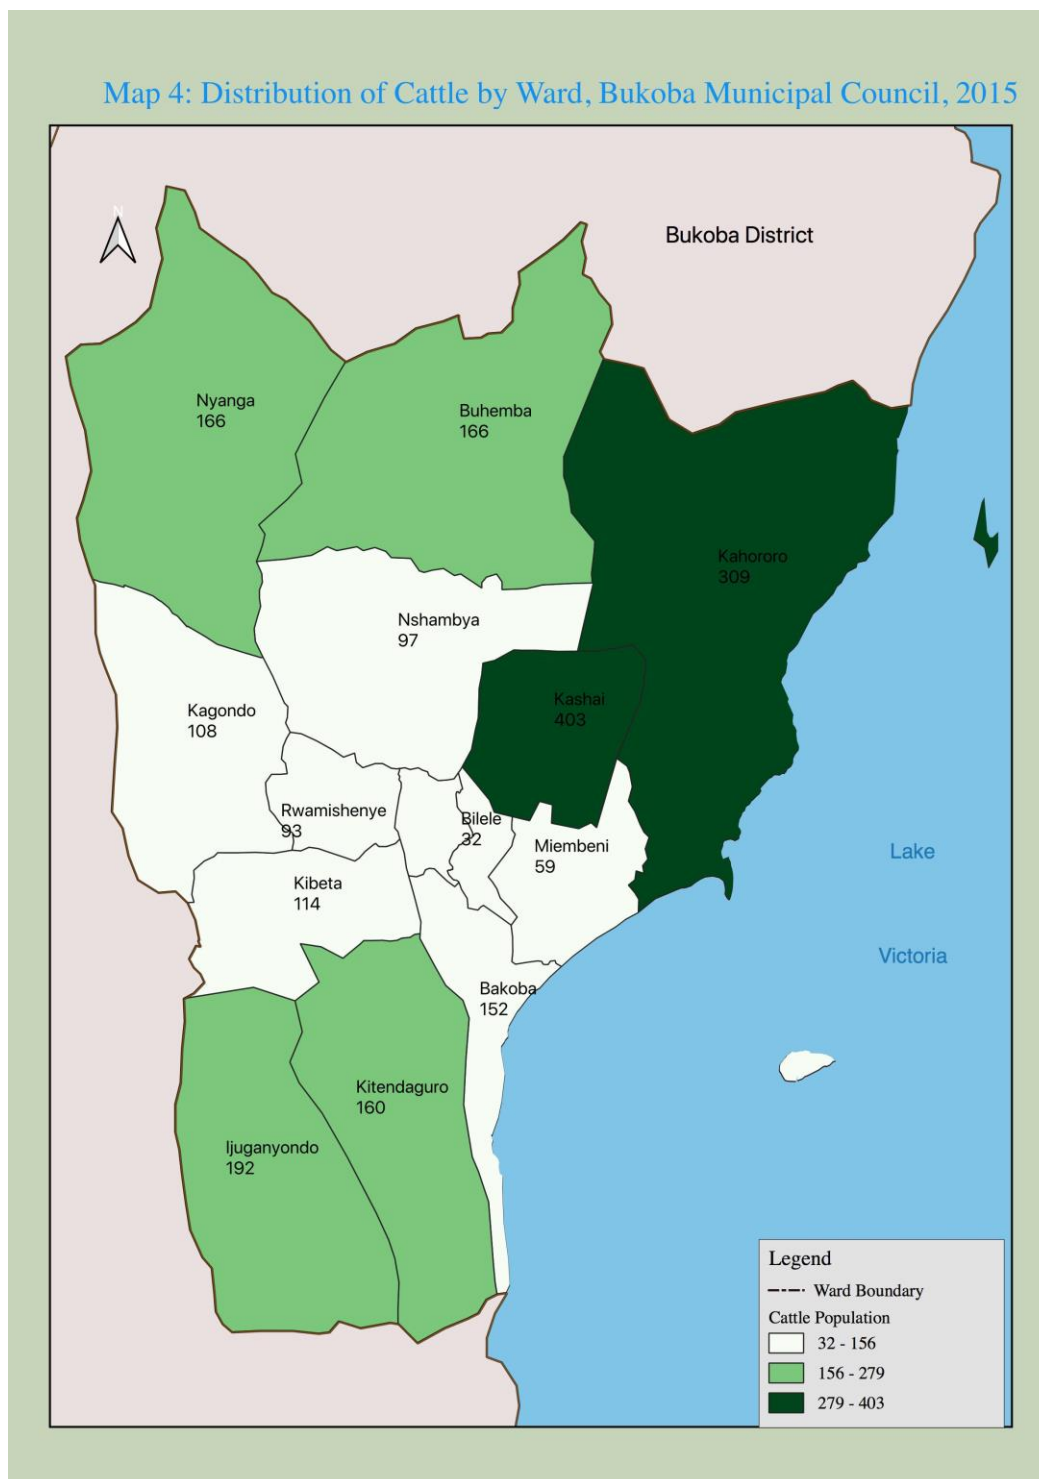 Map 4: Distribution of Cattle by Ward, Bukoba Municipal Council, 2015
N
Bukoba District
Nyanga
166
Buhemba
166
Kahororo
309
Nshambya
97
Kashai
403
Kagondo
108
Rwamishenye
93
Bilele
32
Miembeni
59
Lake
Kibeta
114
Victoria
Bakoba
152
Kitendaguro
160
Ijuganyondo
192
Legend
Ward Boundary
Cattle Population
32 - 156
156 - 279
279 - 403